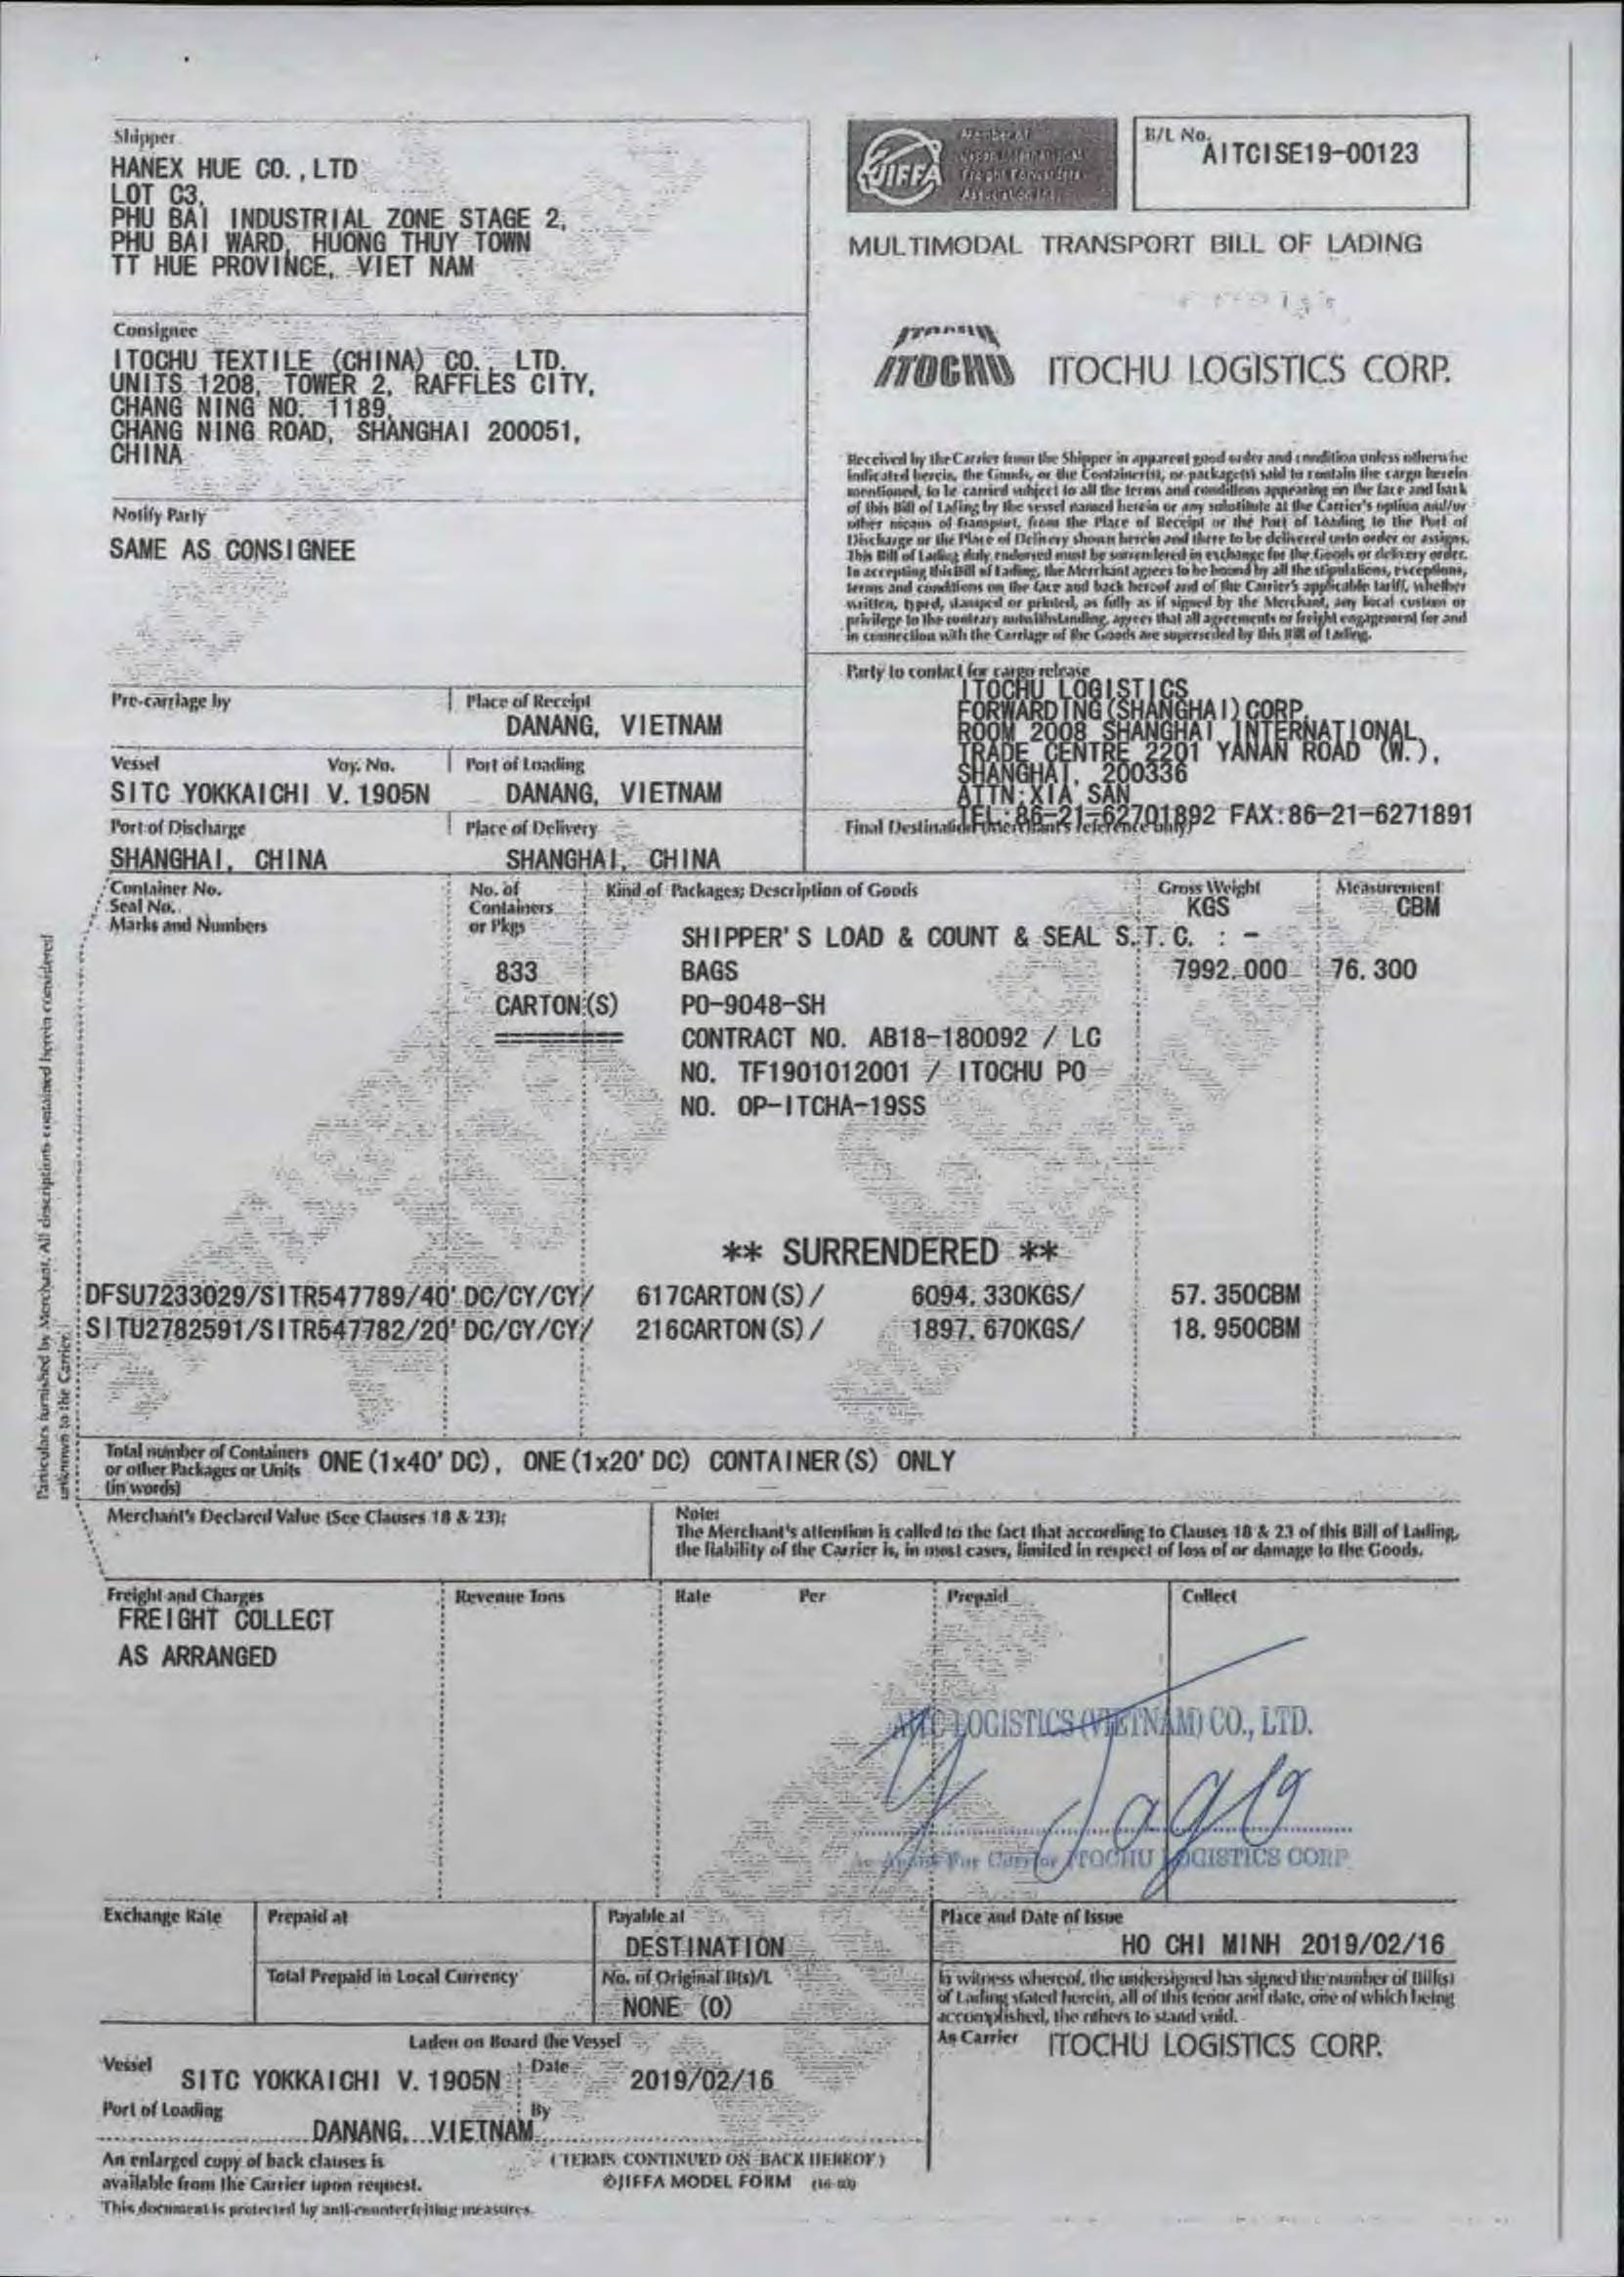 Shipper
HANEX HUE CO., LTD
LOT C3,
PHU BAI INDUSTRIAL ZONE STAGE 2,
PHU BAI WARD, HUONG THUY TOWN
TT HUE PROVINCE, VIET NAM
JIFFA
Member of
Freight Forwarders
B/L No.
AITCISE19-00123
MULTIMODAL TRANSPORT BILL OF LADING
ITOCHU
ITOCHU LOGISTICS CORP.
Consignee
ITOCHU TEXTILE (CHINA) CO., LTD.
UNITS 1208, TOWER 2, RAFFLES CITY,
CHANG NING NO. 1189,
CHANG NING ROAD, SHANGHAI 200051,
CHINA
Notify Party
SAME AS CONSIGNEE
Received by the Carrier from the Shipper in apparent good order and condition unless otherwise
indicated herein, the Goods, or the Container(s), or package(s) said to contain the cargo herein
mentioned, to be carried subject to all the terms and conditions appearing on the face and back
of this Bill of Lading by the vessel named herein or any substitute at the Carrier's option and/or
other means of transport, from the Place of Receipt or the Port of Loading to the Port of
Discharge or the Place of Delivery shown herein and there to be delivered unto order or assigns.
This Bill of Lading duly endorsed must be surrendered in exchange for the Goods or delivery order.
In accepting this Bill of Lading, the Merchant agrees to be bound by all the stipulations, exceptions,
terms and conditions on the face and back hereof and of the Carrier's applicable tariff, whether
written, typed, stamped or printed, as fully as if signed by the Merchant, any local custom or
privilege to the contrary notwithstanding, agrees that all agreements or freight engagement for and
in connection with the Carriage of the Goods are superseded by this Bill of Lading.
Party to contact for cargo release
ITOCHU LOGISTICS
FORWARDING(SHANGHAI)CORP.
ROOM 2008 SHANGHAI INTERNATIONAL
TRADE CENTRE 2201 YANAN ROAD (W.),
SHANGHAI, 200336
ATTN:XIA SAN
TEL:86-21-62701892 FAX:86-21-6271891
Pre-carriage by
Place of Receipt
DANANG, VIETNAM
Vessel Voy. No.
SITC YOKKAICHI V.1905N
Port of Loading
DANANG, VIETNAM
Port of Discharge
SHANGHAI, CHINA
Place of Delivery
SHANGHAI, CHINA
Final Destination (Merchant's reference only)
Container No.
Seal No.
Marks and Numbers
No. of
Containers
or Pkgs
Kind of Packages; Description of Goods
Gross Weight
KGS
Measurement
CBM
SHIPPER'S LOAD & COUNT & SEAL S.T.C. : -
833 BAGS 7992.000 76.300
CARTON(S) PO-9048-SH
CONTRACT NO. AB18-180092 / LC
NO. TF1901012001 / ITOCHU PO
NO. OP-ITCHA-19SS
** SURRENDERED **
DFSU7233029/SITR547789/40' DC/CY/CY/ 617CARTON(S)/ 6094.330KGS/ 57.350CBM
SITU2782591/SITR547782/20' DC/CY/CY/ 216CARTON(S)/ 1897.670KGS/ 18.950CBM
Particulars furnished by Merchant. All descriptions contained herein considered
unknown to the Carrier.
Total number of Containers
or other Packages or Units
(in words)
ONE(1x40' DC), ONE(1x20' DC) CONTAINER(S) ONLY
Merchant's Declared Value (See Clauses 18 & 23):
Note:
The Merchant's attention is called to the fact that according to Clauses 18 & 23 of this Bill of Lading,
the liability of the Carrier is, in most cases, limited in respect of loss of or damage to the Goods.
Freight and Charges Revenue Tons Rate Per Prepaid Collect
FREIGHT COLLECT
AS ARRANGED
LOGISTICS (VIETNAM) CO., LTD.
As Agent For Carrier ITOCHU LOGISTICS CORP.
Exchange Rate
Prepaid at
Payable at
DESTINATION
Place and Date of Issue
HO CHI MINH 2019/02/16
Total Prepaid in Local Currency
No. of Original B(s)/L
NONE (0)
In witness whereof, the undersigned has signed the number of Bill(s)
of Lading stated herein, all of this tenor and date, one of which being
accomplished, the others to stand void.
As Carrier
ITOCHU LOGISTICS CORP.
Laden on Board the Vessel
Vessel
SITC YOKKAICHI V.1905N
Date
2019/02/16
Port of Loading
DANANG, VIETNAM
By
An enlarged copy of back clauses is
available from the Carrier upon request.
(TERMS CONTINUED ON BACK HEREOF)
©JIFFA MODEL FORM
This document is protected by anti-counterfeiting measures.